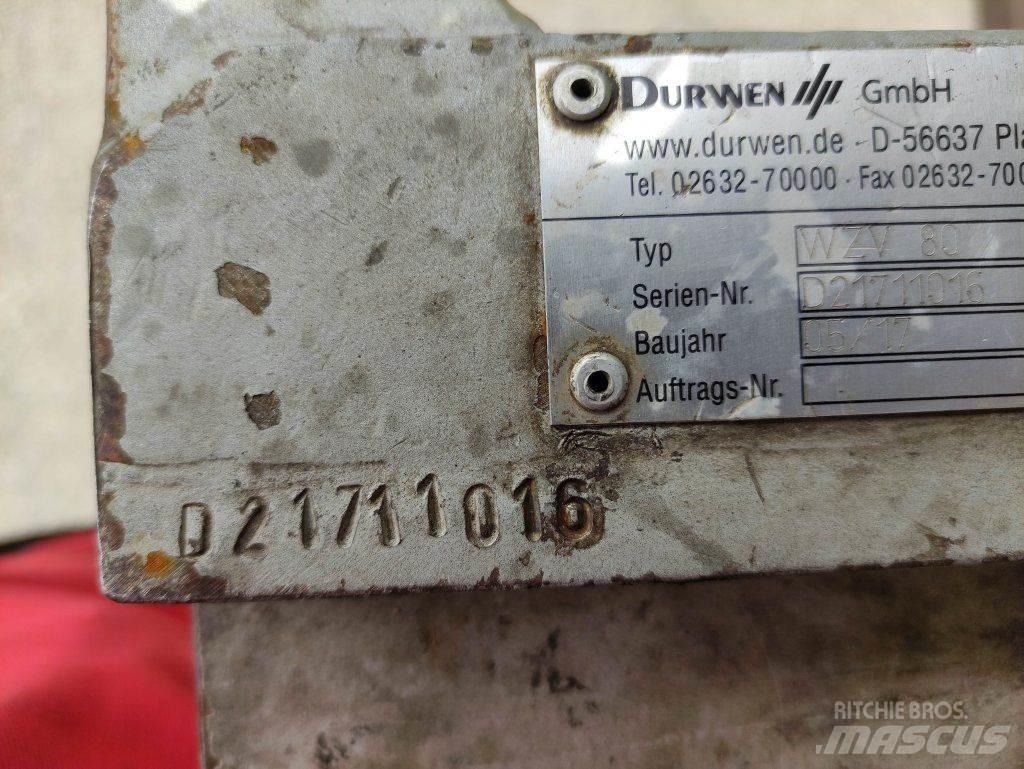 DURWEN GmbH
www.durwen.de - D-56637 Pla
Tel. 02632-70000 · Fax 02632-700
Typ WZV 80
Serien-Nr. D21711016
Baujahr 05/17
Auftrags-Nr.
D21711016
RITCHIE BROS.
MASCUS